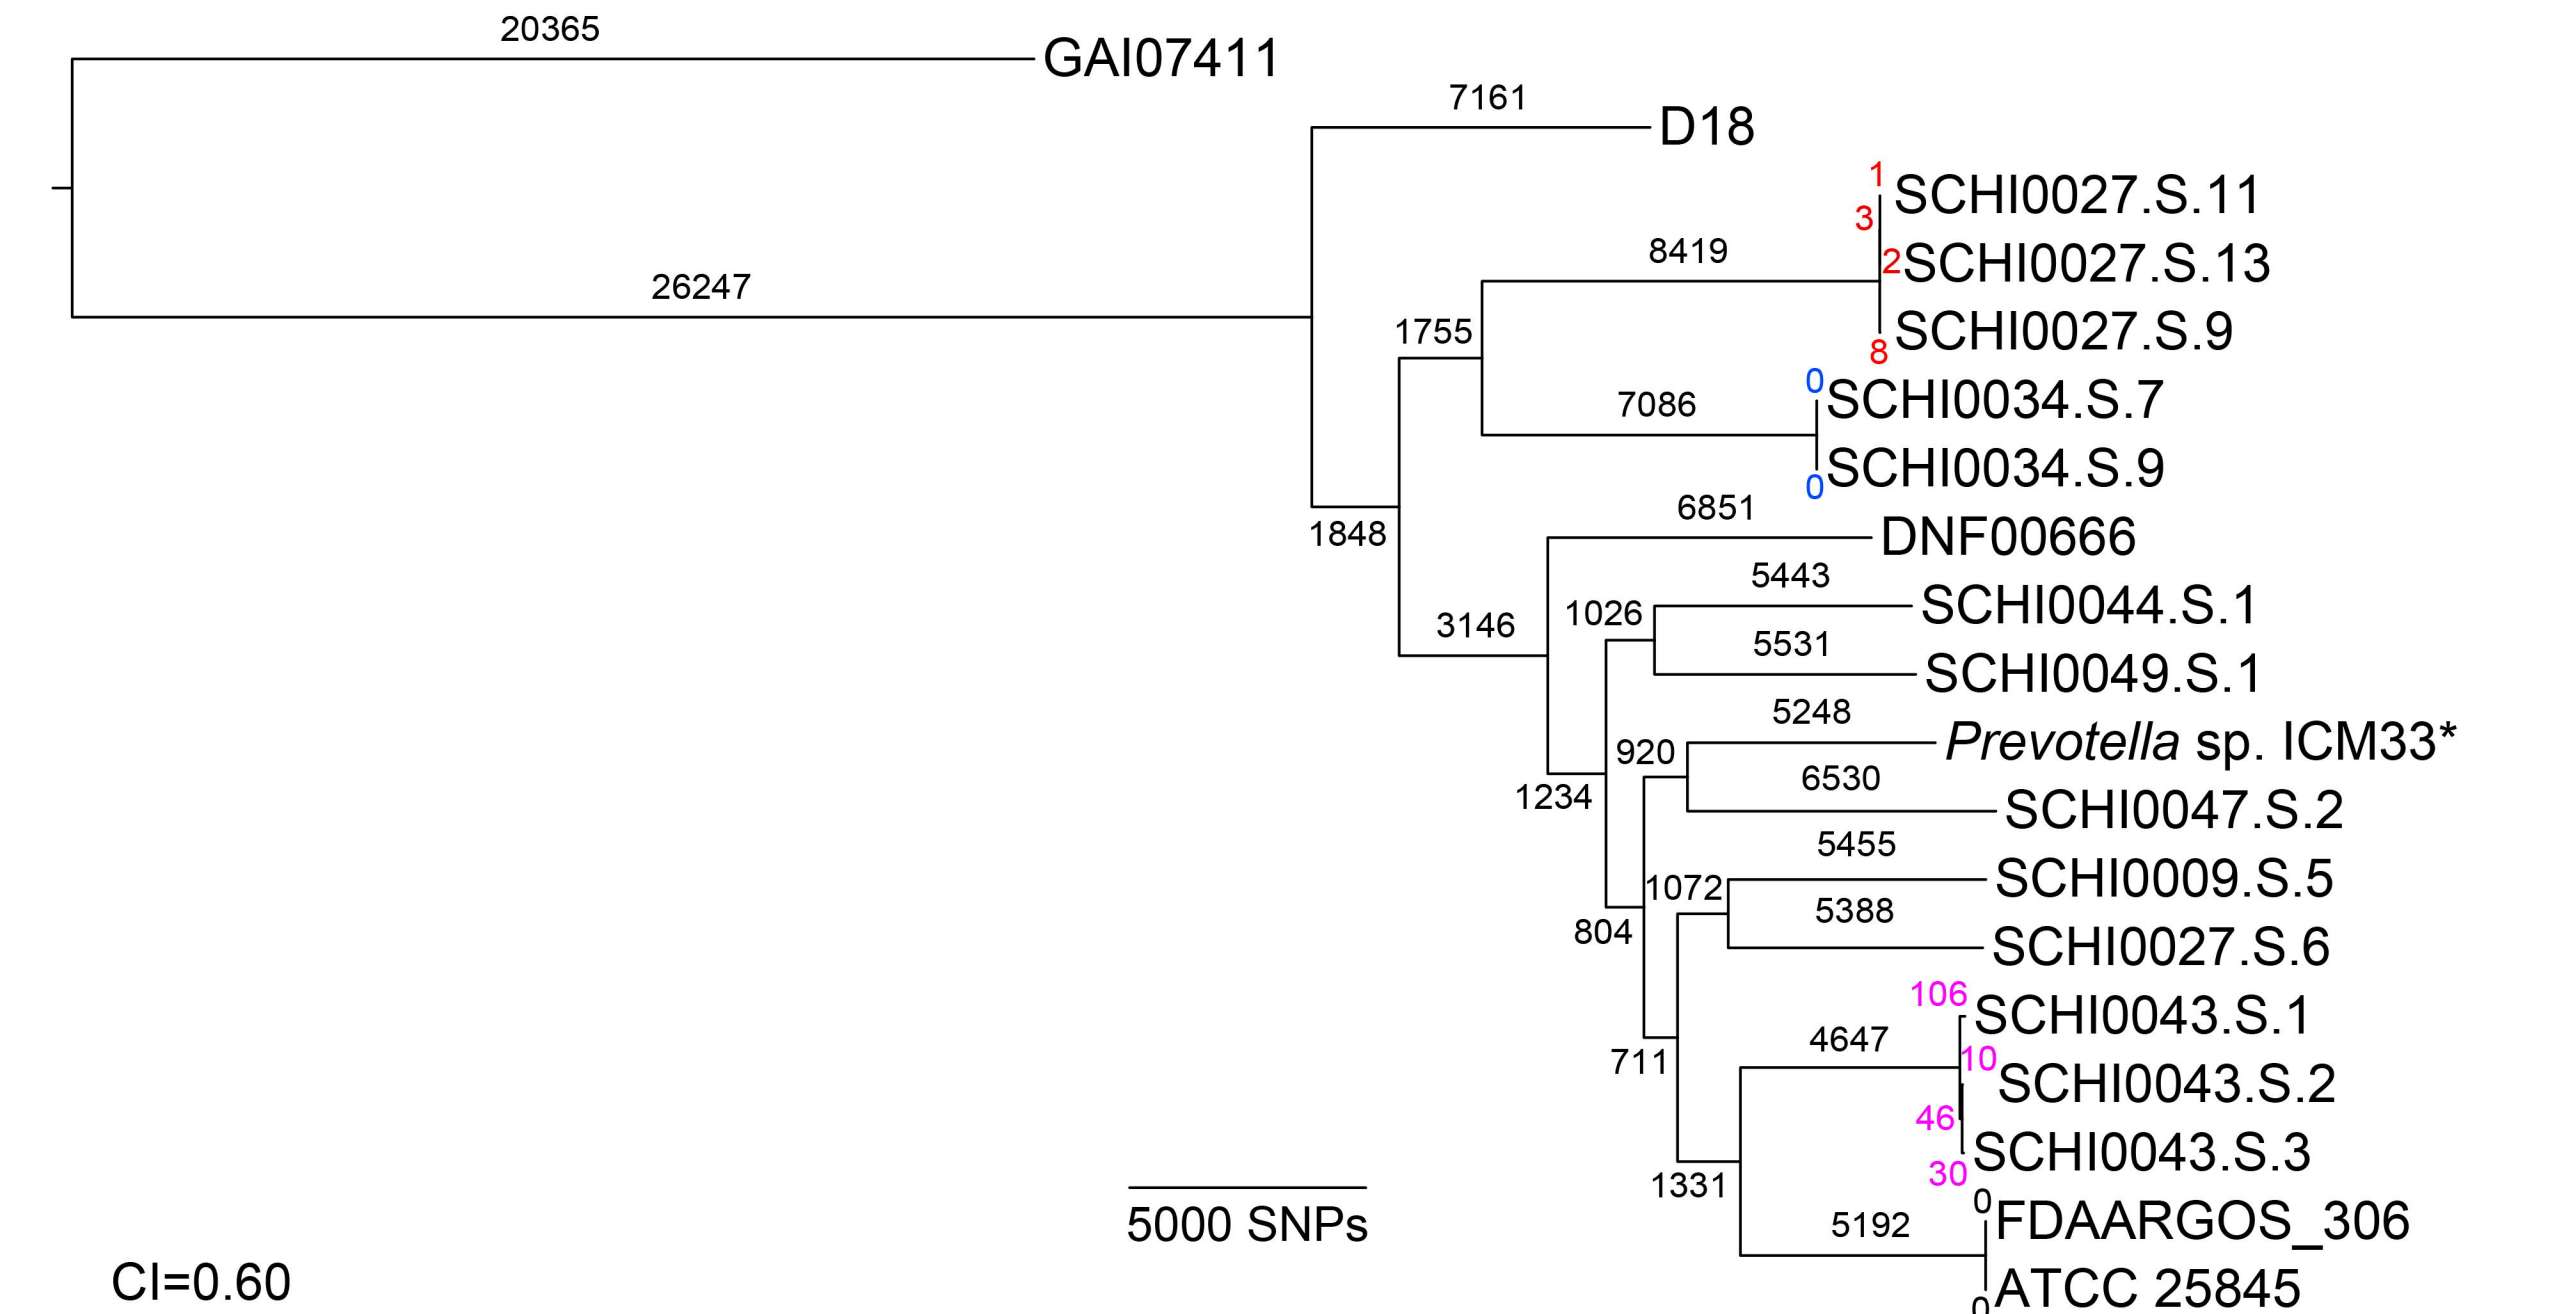 20365
GAI07411
7161
D18
1
SCHI0027.S.11
3
8419
2
SCHI0027.S.13
26247
1755
SCHI0027.S.9
8
0
SCHI0034.S.7
7086
SCHI0034.S.9
0
6851
1848
DNF00666
5443
1026
SCHI0044.S.1
3146
5531
SCHI0049.S.1
5248
920
Prevotella sp. ICM33*
6530
1234
SCHI0047.S.2
5455
1072
SCHI0009.S.5
5388
804
SCHI0027.S.6
106
SCHI0043.S.1
4647
10
711
SCHI0043.S.2
46
SCHI0043.S.3
30
1331
0
FDAARGOS_306
5192
5000 SNPs
CI=0.60
ATCC 25845
0